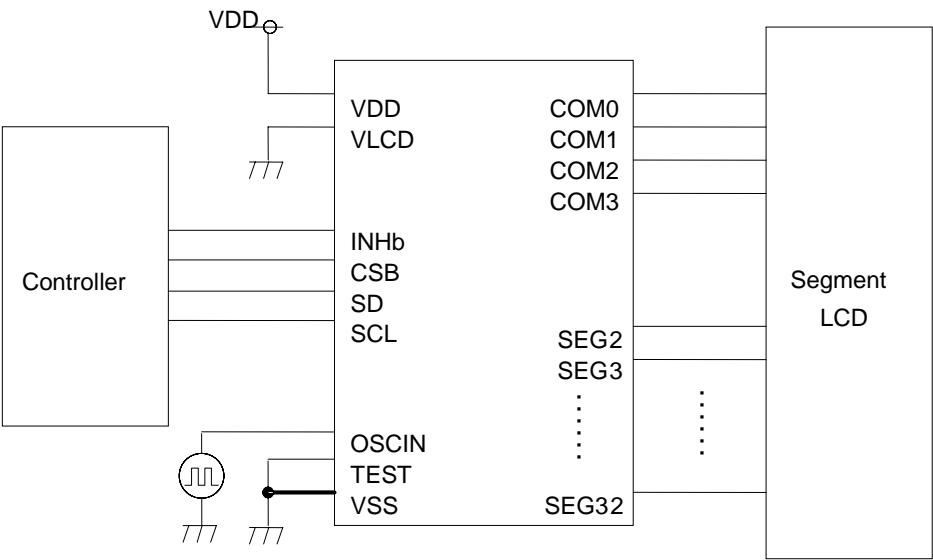 VDD
VDD
VLCD
INHb
CSB
SD
SCL
OSCIN
TEST
VSS
COM0
COM1
COM2
COM3
SEG2
SEG3
SEG32
Controller
Segment
LCD